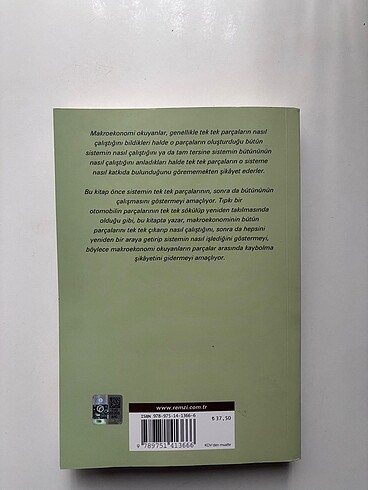 Makroekonomi okuyanlar, genellikle tek tek parçaların nasıl
çalıştığını bildikleri halde o parçaların oluşturduğu bütün
sistemin nasıl çalıştığını ya da tam tersine sistemin bütününün
nasıl çalıştığını anladıkları halde tek tek parçaların o sisteme
nasıl katkıda bulunduğunu görememekten şikâyet ederler.
Bu kitap önce sistemin tek tek parçalarının, sonra da bütününün
çalışmasını göstermeyi amaçlıyor. Tıpkı bir
otomobilin parçalarının tek tek sökülüp yeniden takılmasında
olduğu gibi, bu kitapta yazar, makroekonominin bütün
parçalarını tek tek çıkarıp nasıl çalıştığını, sonra da hepsini
yeniden bir araya getirip sistemin nasıl işlediğini göstermeyi,
böylece makroekonomi okuyanların parçalar arasında kaybolma
şikâyetini gidermeyi amaçlıyor.
www.remzi.com.tr
ISBN 978-975-14-1366-6
₺ 37,50
9 789751 413666
KDV'den muaftır